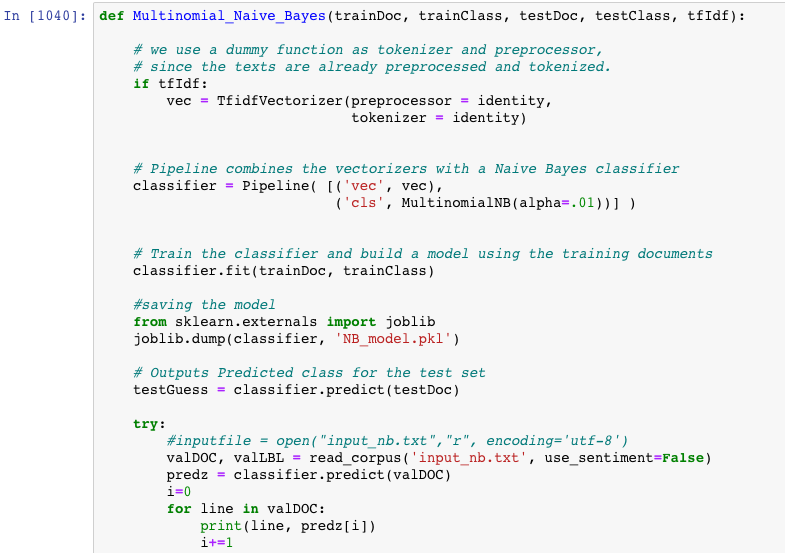 In [1040]: def Multinomial_Naive_Bayes(trainDoc, trainClass, testDoc, testClass, tfIdf):
# we use a dummy function as tokenizer and preprocessor,
# since the texts are already preprocessed and tokenized.
if tfIdf:
vec = TfidfVectorizer(preprocessor = identity,
tokenizer = identity)
# Pipeline combines the vectorizers with a Naive Bayes classifier
classifier = Pipeline( [('vec', vec),
('cls', MultinomialNB(alpha=.01))] )
# Train the classifier and build a model using the training documents
classifier.fit(trainDoc, trainClass)
#saving the model
from sklearn.externals import joblib
joblib.dump(classifier, 'NB_model.pkl')
# Outputs Predicted class for the test set
testGuess = classifier.predict(testDoc)
try:
#inputfile = open("input_nb.txt","r", encoding='utf-8')
valDOC, valLBL = read_corpus('input_nb.txt', use_sentiment=False)
predz = classifier.predict(valDOC)
i=0
for line in valDOC:
print(line, predz[i])
i+=1